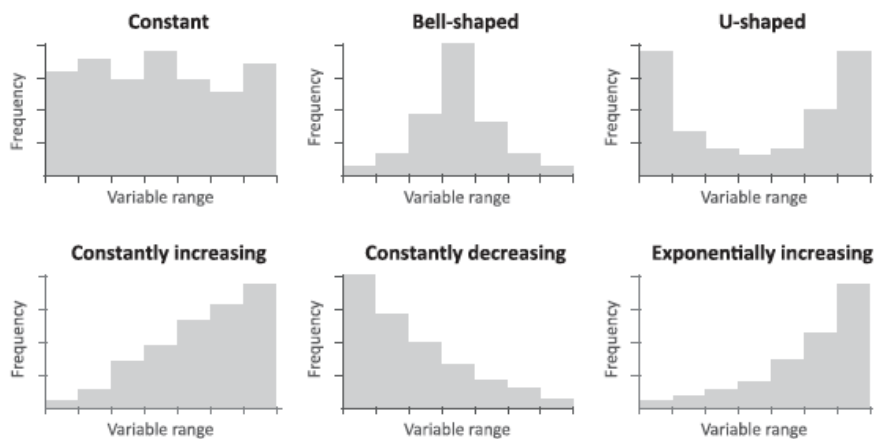 Constant
Bell-shaped
U-shaped
Frequency
Frequency
Frequency
Variable range
Variable range
Variable range
Constantly increasing
Constantly decreasing
Exponentially increasing
Frequency
Frequency
Frequency
Variable range
Variable range
Variable range